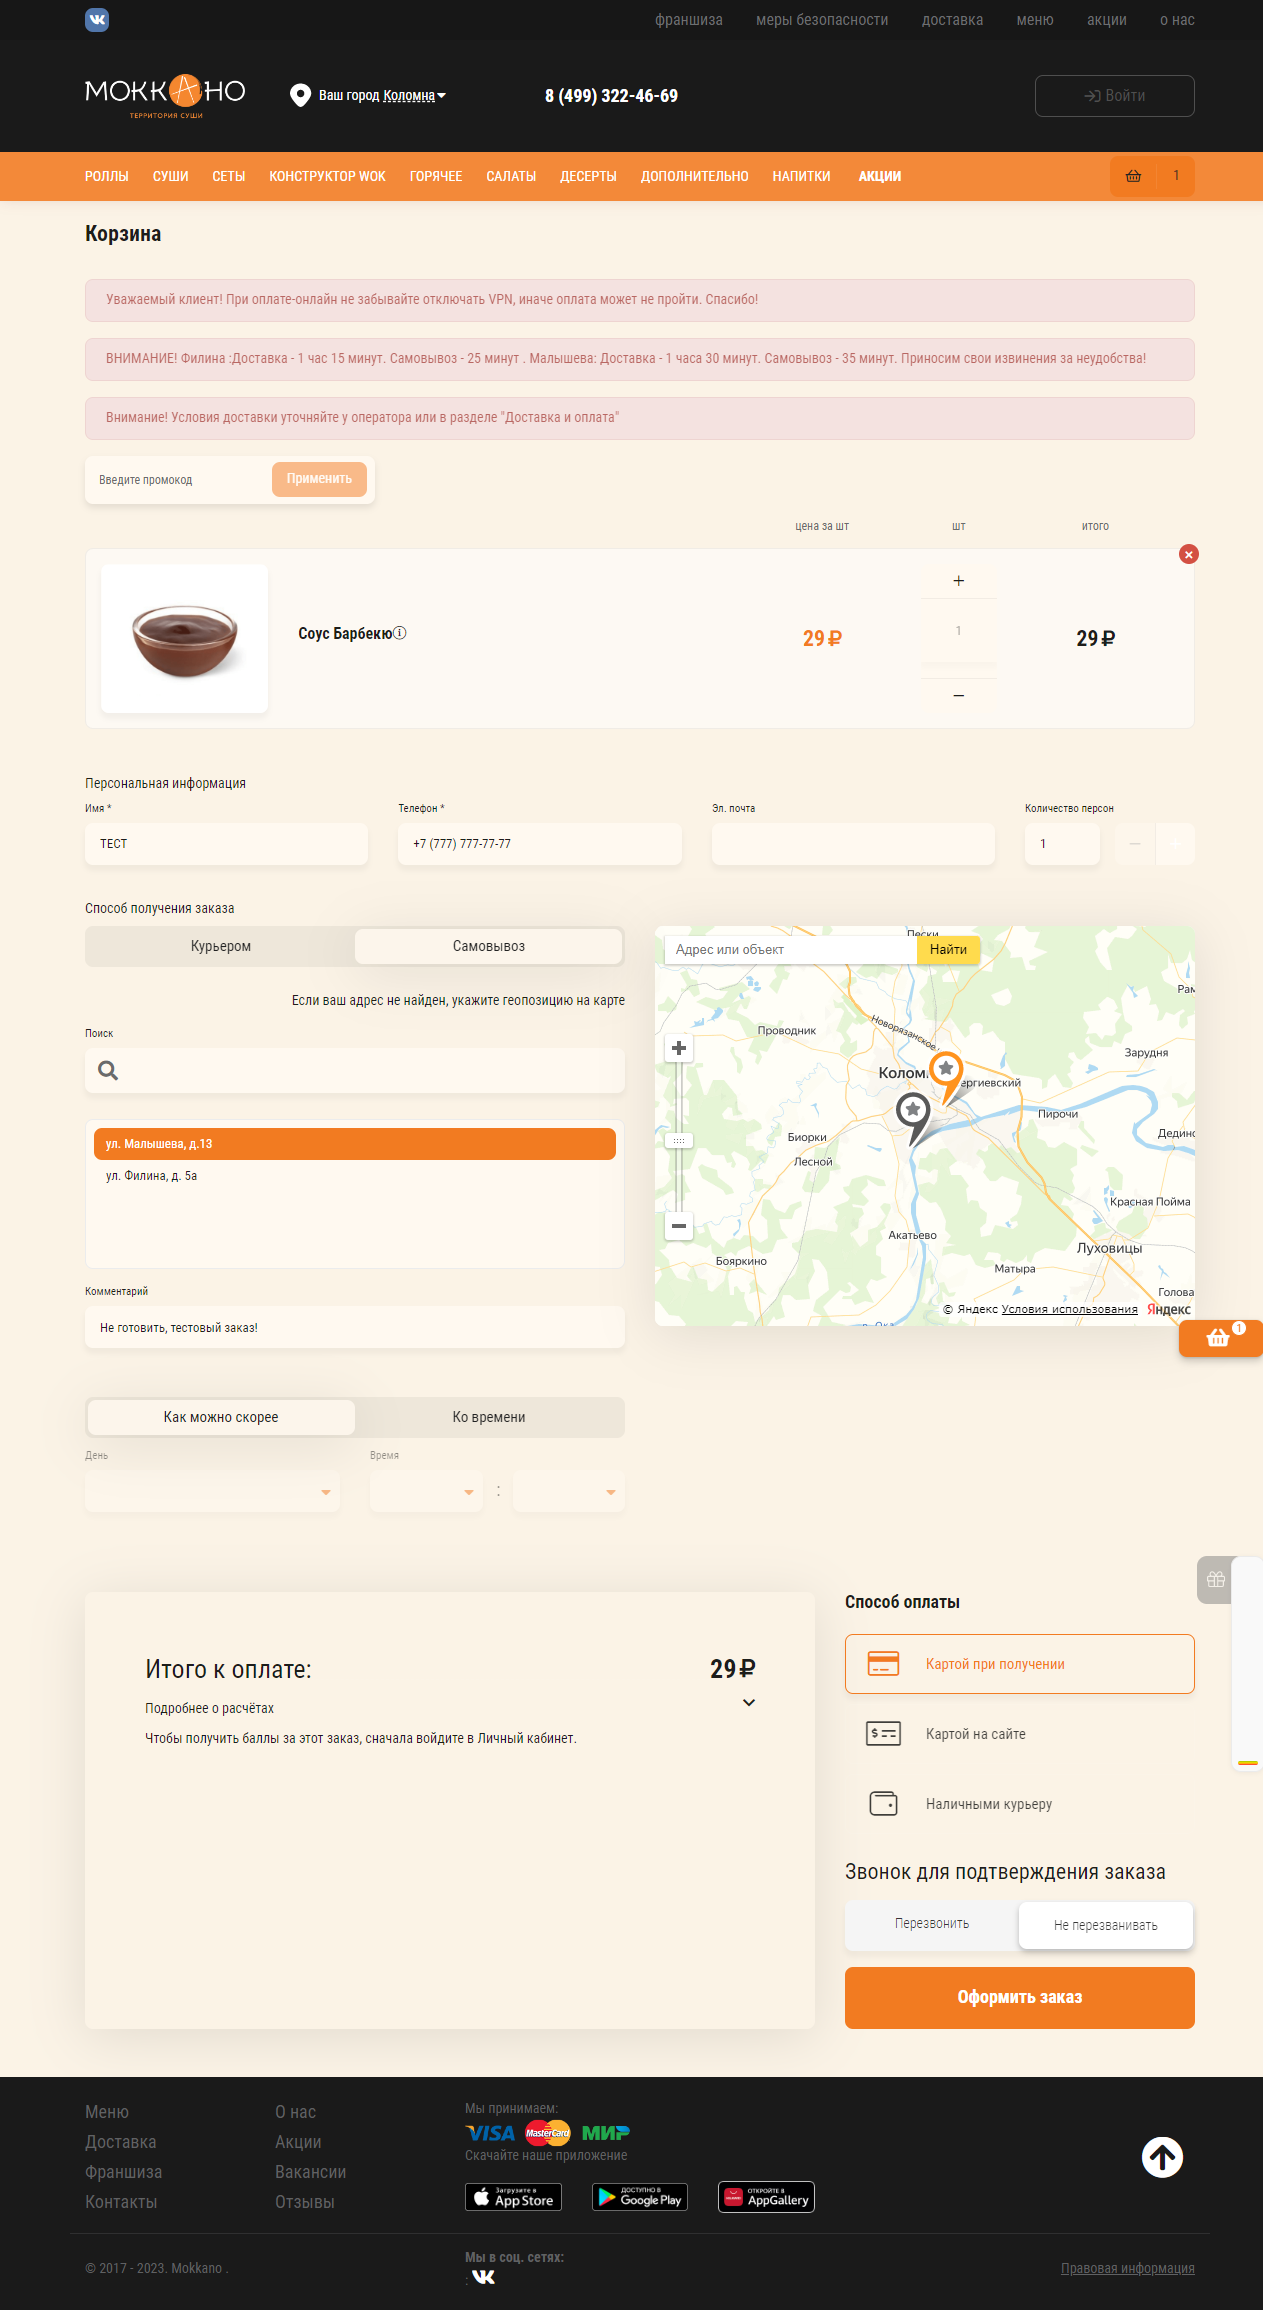 франшиза меры безопасности доставка меню акции о нас
МОККАНО
ТЕРРИТОРИЯ СУШИ
Ваш город Коломна
8 (499) 322-46-69
Войти
РОЛЛЫ СУШИ СЕТЫ КОНСТРУКТОР WOK ГОРЯЧЕЕ САЛАТЫ ДЕСЕРТЫ ДОПОЛНИТЕЛЬНО НАПИТКИ АКЦИИ 1
Корзина
Уважаемый клиент! При оплате-онлайн не забывайте отключать VPN, иначе оплата может не пройти. Спасибо!
ВНИМАНИЕ! Филина :Доставка - 1 час 15 минут. Самовывоз - 25 минут . Малышева: Доставка - 1 часа 30 минут. Самовывоз - 35 минут. Приносим свои извинения за неудобства!
Внимание! Условия доставки уточняйте у оператора или в разделе "Доставка и оплата"
Введите промокод Применить
цена за шт шт итого
+
Соус Барбекю 29 ₽ 1 29 ₽
−
Персональная информация
Имя * Телефон * Эл. почта Количество персон
ТЕСТ +7 (777) 777-77-77 1 − +
Способ получения заказа
Курьером Самовывоз
Если ваш адрес не найден, укажите геопозицию на карте
Поиск
ул. Малышева, д.13
ул. Филина, д. 5а
Комментарий
Не готовить, тестовый заказ!
Пески
Адрес или объект Найти
Рам
Проводник
Новорязанское
Зарудня
Колом
ергиевский
Пирочи
Биорки
Дединс
Лесной
Красная Пойма
Акатьево
Луховицы
Бояркино
Матыра
Голова
© Яндекс Условия использования Яндекс
р. Ока
1
Как можно скорее Ко времени
День Время
:
Итого к оплате: 29 ₽
Подробнее о расчётах
Чтобы получить баллы за этот заказ, сначала войдите в Личный кабинет.
Способ оплаты
Картой при получении
Картой на сайте
Наличными курьеру
Звонок для подтверждения заказа
Перезвонить Не перезванивать
Оформить заказ
Меню
Доставка
Франшиза
Контакты
О нас
Акции
Вакансии
Отзывы
Мы принимаем:
VISA MasterCard МИР
Скачайте наше приложение
Загрузите в App Store
ДОСТУПНО В Google Play
ОТКРОЙТЕ В AppGallery
© 2017 - 2023. Mokkano .
Мы в соц. сетях:
:
Правовая информация